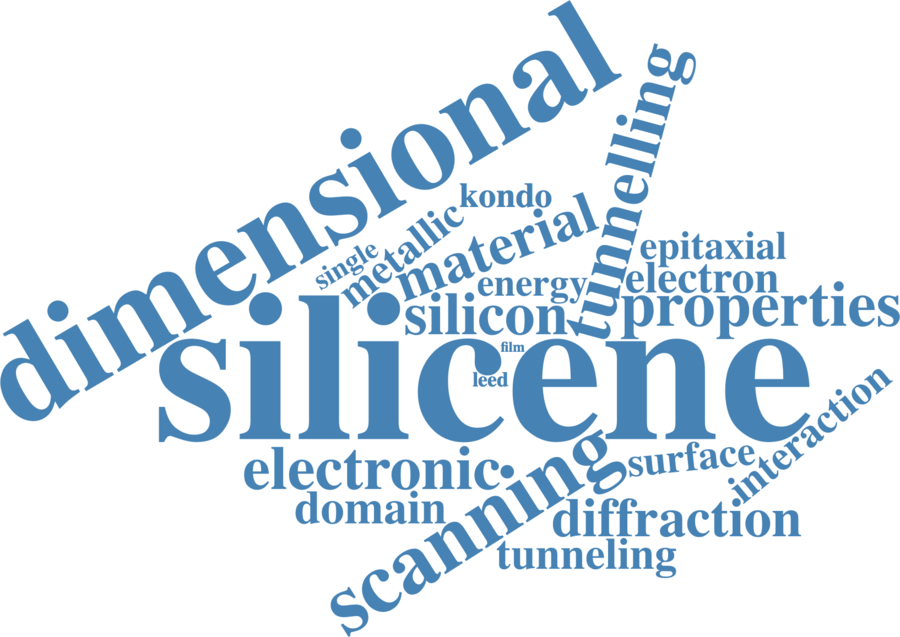 dimensional
tunnelling
kondo
single
metallic
material
epitaxial
energy
electron
silicon
properties
silicene
film
leed
interaction
electronic
surface
scanning
domain
diffraction
tunneling